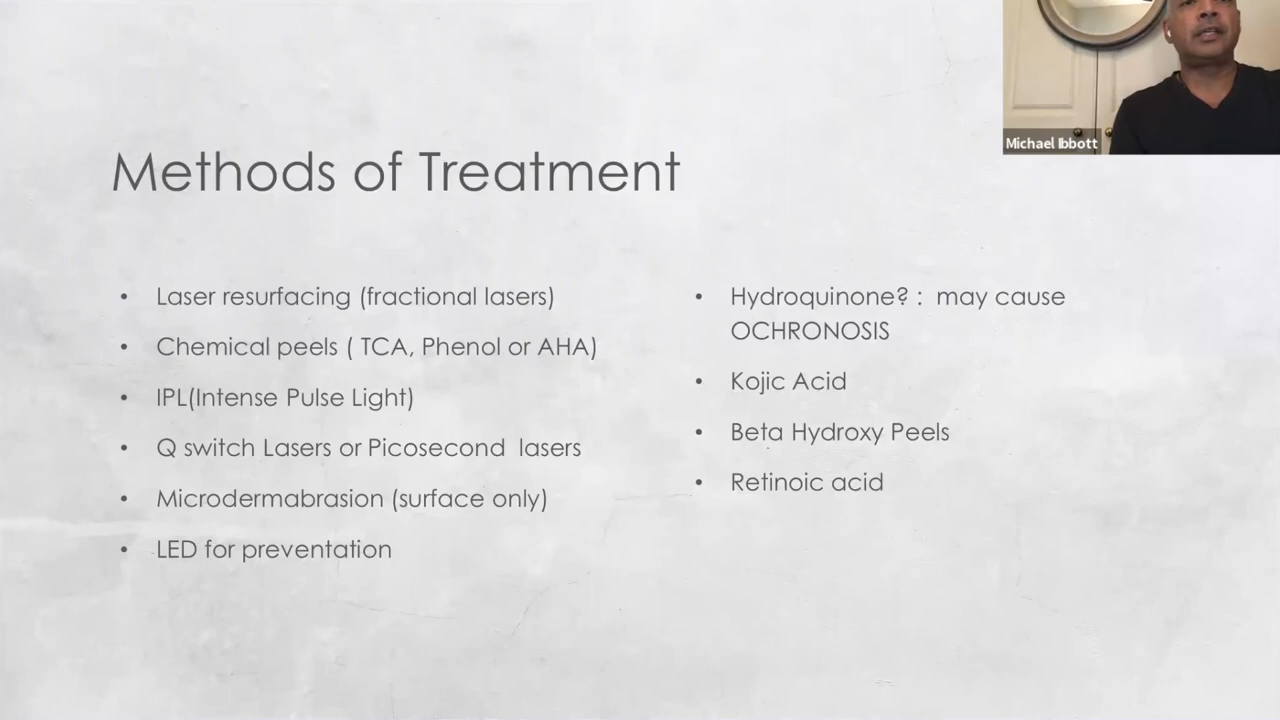 Methods of Treatment
• Laser resurfacing (fractional lasers)
• Chemical peels ( TCA, Phenol or AHA)
• IPL(Intense Pulse Light)
• Q switch Lasers or Picosecond  lasers
• Microdermabrasion (surface only)
• LED for preventation
• Hydroquinone? :  may cause
OCHRONOSIS
• Kojic Acid
• Beta Hydroxy Peels
• Retinoic acid
Michael Ibbott